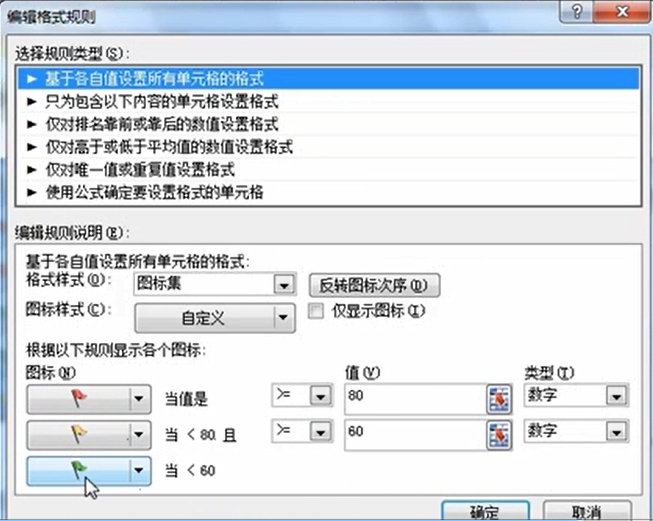 编辑格式规则
选择规则类型(S):
► 基于各自值设置所有单元格的格式
► 只为包含以下内容的单元格设置格式
► 仅对排名靠前或靠后的数值设置格式
► 仅对高于或低于平均值的数值设置格式
► 仅对唯一值或重复值设置格式
► 使用公式确定要设置格式的单元格
编辑规则说明(E):
基于各自值设置所有单元格的格式:
格式样式(O): 图标集 反转图标次序(D)
图标样式(C): 自定义 仅显示图标(I)
根据以下规则显示各个图标:
图标(N) 值(V) 类型(T)
当值是 >= 80 数字
当 < 80 且 >= 60 数字
当 < 60
确定 取消